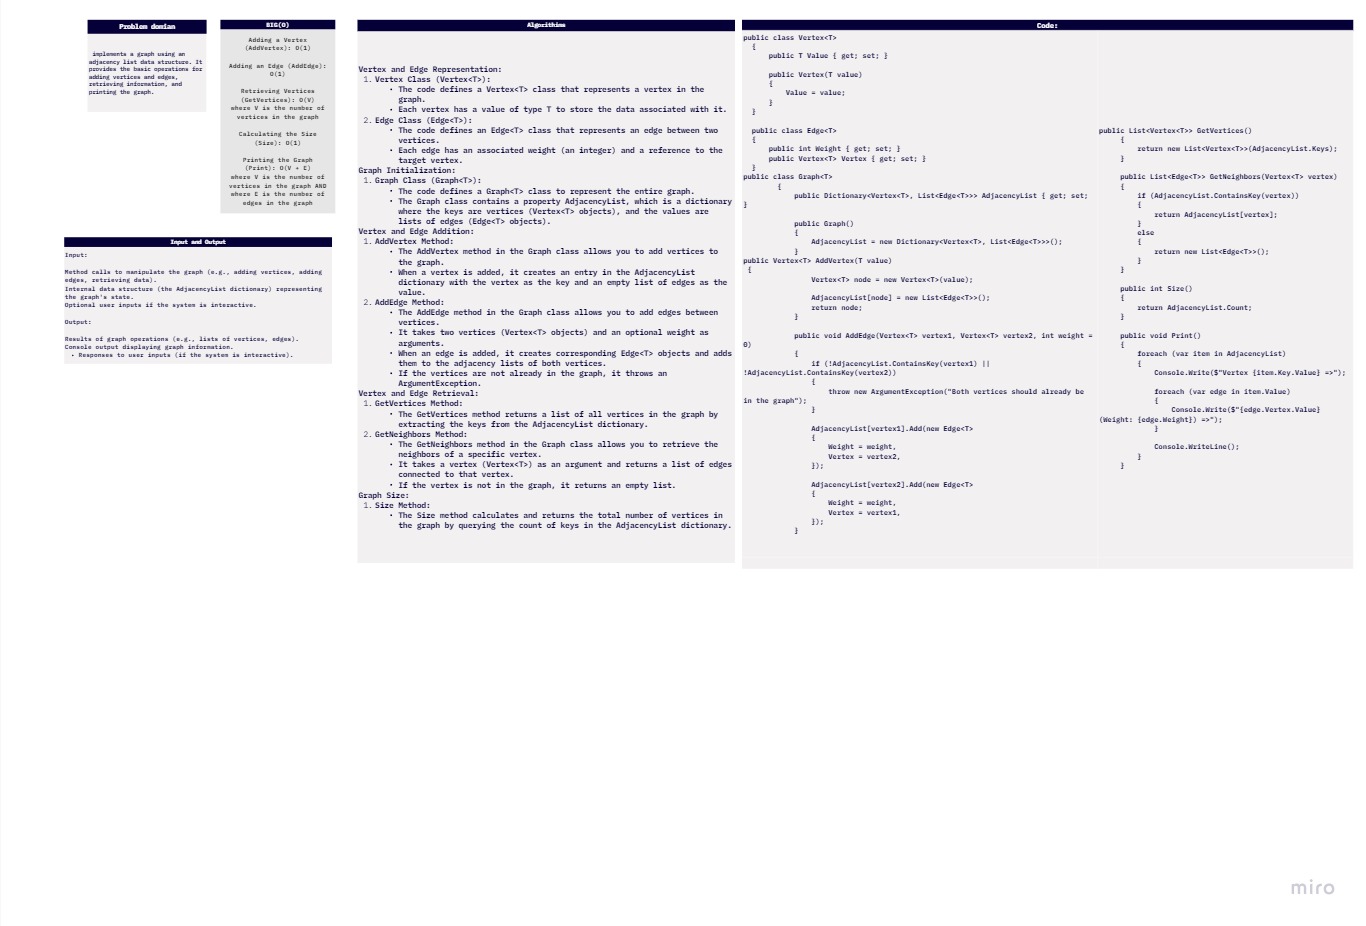 Problem domian
implements a graph using an
adjacency list data structure. It
provides the basic operations for
adding vertices and edges,
retrieving information, and
printing the graph.
BIG(O)
Adding a Vertex
(AddVertex): O(1)
Adding an Edge (AddEdge):
O(1)
Retrieving Vertices
(GetVertices): O(V)
where V is the number of
vertices in the graph
Calculating the Size
(Size): O(1)
Printing the Graph
(Print): O(V + E)
where V is the number of
vertices in the graph AND
where E is the number of
edges in the graph
Input and Output
Input:
Method calls to manipulate the graph (e.g., adding vertices, adding
edges, retrieving data).
Internal data structure (the AdjacencyList dictionary) representing
the graph's state.
Optional user inputs if the system is interactive.
Output:
Results of graph operations (e.g., lists of vertices, edges).
Console output displaying graph information.
• Responses to user inputs (if the system is interactive).
Algorithims
Vertex and Edge Representation:
1. Vertex Class (Vertex<T>):
• The code defines a Vertex<T> class that represents a vertex in the
graph.
• Each vertex has a value of type T to store the data associated with it.
2. Edge Class (Edge<T>):
• The code defines an Edge<T> class that represents an edge between two
vertices.
• Each edge has an associated weight (an integer) and a reference to the
target vertex.
Graph Initialization:
1. Graph Class (Graph<T>):
• The code defines a Graph<T> class to represent the entire graph.
• The Graph class contains a property AdjacencyList, which is a dictionary
where the keys are vertices (Vertex<T> objects), and the values are
lists of edges (Edge<T> objects).
Vertex and Edge Addition:
1. AddVertex Method:
• The AddVertex method in the Graph class allows you to add vertices to
the graph.
• When a vertex is added, it creates an entry in the AdjacencyList
dictionary with the vertex as the key and an empty list of edges as the
value.
2. AddEdge Method:
• The AddEdge method in the Graph class allows you to add edges between
vertices.
• It takes two vertices (Vertex<T> objects) and an optional weight as
arguments.
• When an edge is added, it creates corresponding Edge<T> objects and adds
them to the adjacency lists of both vertices.
• If the vertices are not already in the graph, it throws an
ArgumentException.
Vertex and Edge Retrieval:
1. GetVertices Method:
• The GetVertices method returns a list of all vertices in the graph by
extracting the keys from the AdjacencyList dictionary.
2. GetNeighbors Method:
• The GetNeighbors method in the Graph class allows you to retrieve the
neighbors of a specific vertex.
• It takes a vertex (Vertex<T>) as an argument and returns a list of edges
connected to that vertex.
• If the vertex is not in the graph, it returns an empty list.
Graph Size:
1. Size Method:
• The Size method calculates and returns the total number of vertices in
the graph by querying the count of keys in the AdjacencyList dictionary.
Code:
public class Vertex<T>
{
public T Value { get; set; }
public Vertex(T value)
{
Value = value;
}
}
public class Edge<T>
{
public int Weight { get; set; }
public Vertex<T> Vertex { get; set; }
}
public class Graph<T>
{
public Dictionary<Vertex<T>, List<Edge<T>>> AdjacencyList { get; set;
}
public Graph()
{
AdjacencyList = new Dictionary<Vertex<T>, List<Edge<T>>>();
}
public Vertex<T> AddVertex(T value)
{
Vertex<T> node = new Vertex<T>(value);
AdjacencyList[node] = new List<Edge<T>>();
return node;
}
public void AddEdge(Vertex<T> vertex1, Vertex<T> vertex2, int weight =
0)
{
if (!AdjacencyList.ContainsKey(vertex1) ||
!AdjacencyList.ContainsKey(vertex2))
{
throw new ArgumentException("Both vertices should already be
in the graph");
}
AdjacencyList[vertex1].Add(new Edge<T>
{
Weight = weight,
Vertex = vertex2,
});
AdjacencyList[vertex2].Add(new Edge<T>
{
Weight = weight,
Vertex = vertex1,
});
}
public List<Vertex<T>> GetVertices()
{
return new List<Vertex<T>>(AdjacencyList.Keys);
}
public List<Edge<T>> GetNeighbors(Vertex<T> vertex)
{
if (AdjacencyList.ContainsKey(vertex))
{
return AdjacencyList[vertex];
}
else
{
return new List<Edge<T>>();
}
}
public int Size()
{
return AdjacencyList.Count;
}
public void Print()
{
foreach (var item in AdjacencyList)
{
Console.Write($"Vertex {item.Key.Value} =>");
foreach (var edge in item.Value)
{
Console.Write($"{edge.Vertex.Value}
(Weight: {edge.Weight}) =>");
}
Console.WriteLine();
}
}
miro